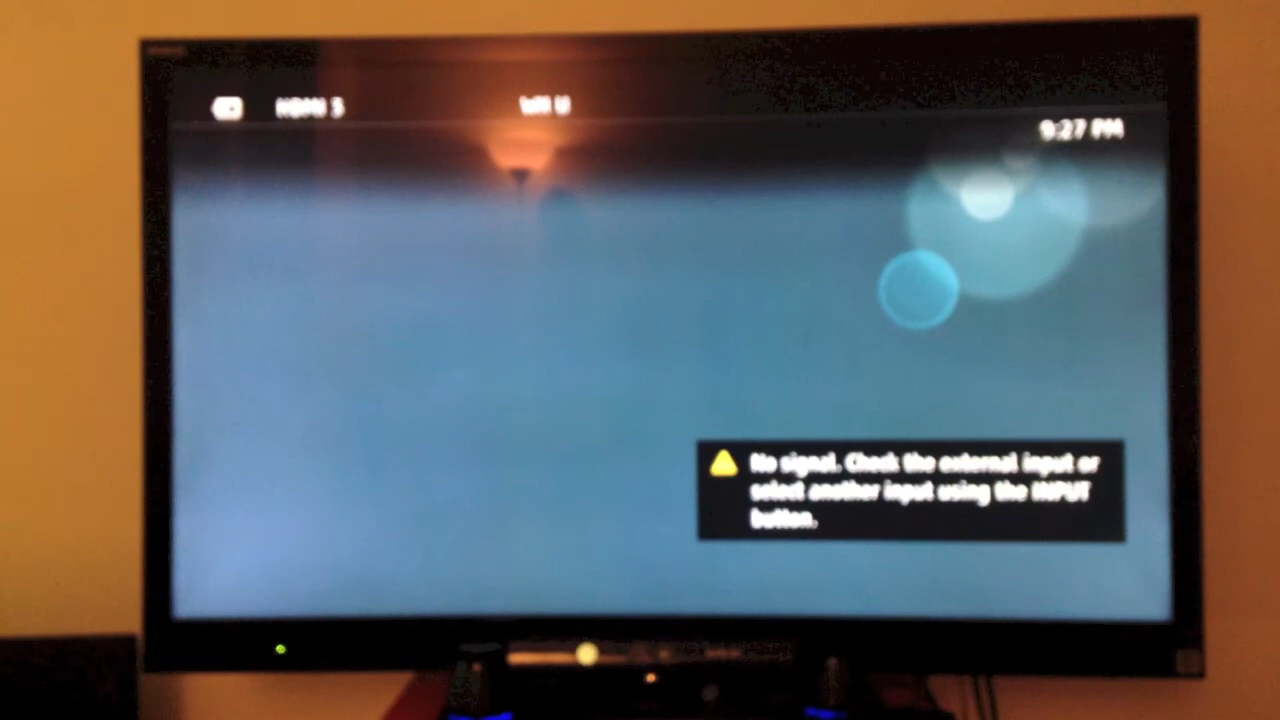 HDMI 3
Wii U
9:27 PM
No signal. Check the external input or
select another input using the INPUT
button.